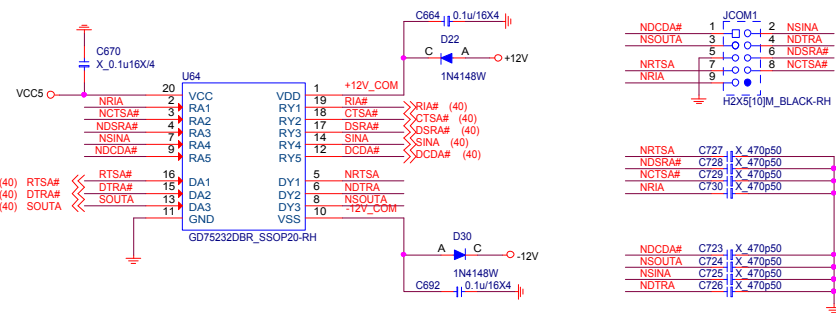 C664 0.1u/16X4
D22
C A +12V
1N4148W
C670
X_0.1u16X/4
VCC5
U64
20 VCC VDD 1 +12V_COM
NRIA 2 RA1 RY1 19 RIA# RIA# (40)
NCTSA# 3 RA2 RY2 18 CTSA# CTSA# (40)
NDSRA# 4 RA3 RY3 17 DSRA# DSRA# (40)
NSINA 7 RA4 RY4 14 SINA SINA (40)
NDCDA# 9 RA5 RY5 12 DCDA# DCDA# (40)
(40) RTSA# RTSA# 16 DA1 DY1 5 NRTSA
(40) DTRA# DTRA# 15 DA2 DY2 6 NDTRA
(40) SOUTA SOUTA 13 DA3 DY3 8 NSOUTA
11 GND VSS 10 -12V_COM
GD75232DBR_SSOP20-RH
D30
A C -12V
1N4148W
C692 0.1u/16X4
JCOM1
NDCDA# 1 2 NSINA
NSOUTA 3 4 NDTRA
5 6 NDSRA#
NRTSA 7 8 NCTSA#
NRIA 9
H2X5[10]M_BLACK-RH
NRTSA C727 X_470p50
NDSRA# C728 X_470p50
NCTSA# C729 X_470p50
NRIA C730 X_470p50
NDCDA# C723 X_470p50
NSOUTA C724 X_470p50
NSINA C725 X_470p50
NDTRA C726 X_470p50